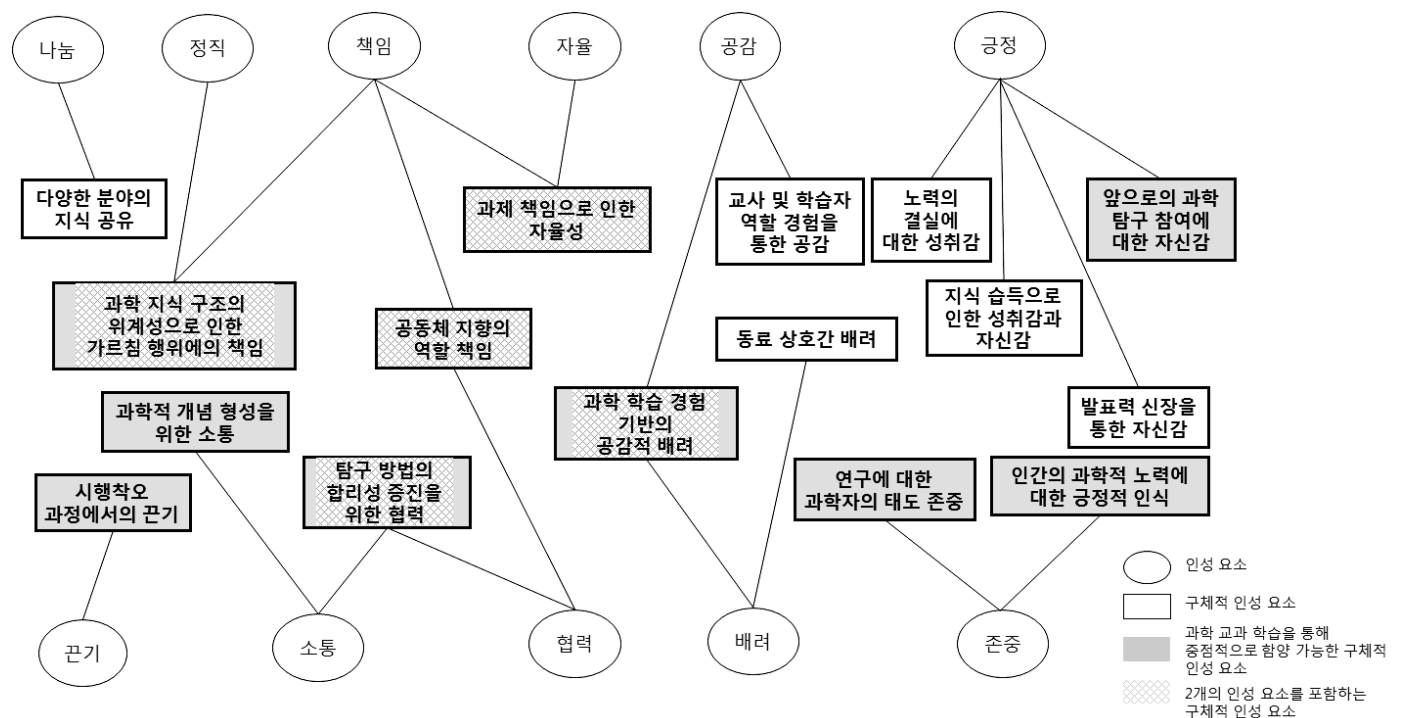 나눔
정직
책임
자율
공감
긍정
다양한 분야의
지식 공유
과제 책임으로 인한
자율성
교사 및 학습자
역할 경험을
통한 공감
노력의
결실에
대한 성취감
앞으로의 과학
탐구 참여에
대한 자신감
과학 지식 구조의
위계성으로 인한
가르침 행위에의 책임
공동체 지향의
역할 책임
동료 상호간 배려
지식 습득으로
인한 성취감과
자신감
과학적 개념 형성을
위한 소통
과학 학습 경험
기반의
공감적 배려
발표력 신장을
통한 자신감
시행착오
과정에서의 끈기
탐구 방법의
합리성 증진을
위한 협력
연구에 대한
과학자의 태도 존중
인간의 과학적 노력에
대한 긍정적 인식
끈기
소통
협력
배려
존중
인성 요소
구체적 인성 요소
과학 교과 학습을 통해
중점적으로 함양 가능한 구체적
인성 요소
2개의 인성 요소를 포함하는
구체적 인성 요소